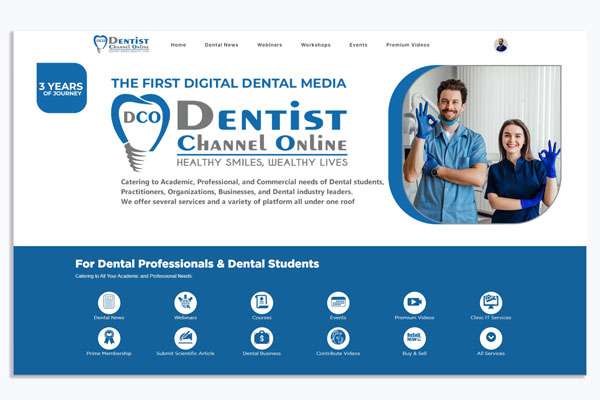 DCO DENTIST
CHANNEL ONLINE
Home Dental News Webinars Workshops Events Premium Videos
3 YEARS
OF JOURNEY
THE FIRST DIGITAL DENTAL MEDIA
DCO DENTIST
CHANNEL ONLINE
HEALTHY SMILES, WEALTHY LIVES
Catering to Academic, Professional, and Commercial needs of Dental students,
Practitioners, Organizations, Businesses, and Dental industry leaders.
We offer several services and a variety of platform all under one roof
For Dental Professionals & Dental Students
Catering to All Your Academic and Professional Needs.
Dental News Webinars Courses Events Premium Videos Clinic IT Services
Prime Membership Submit Scientific Article Dental Business Contribute Videos Buy & Sell All Services